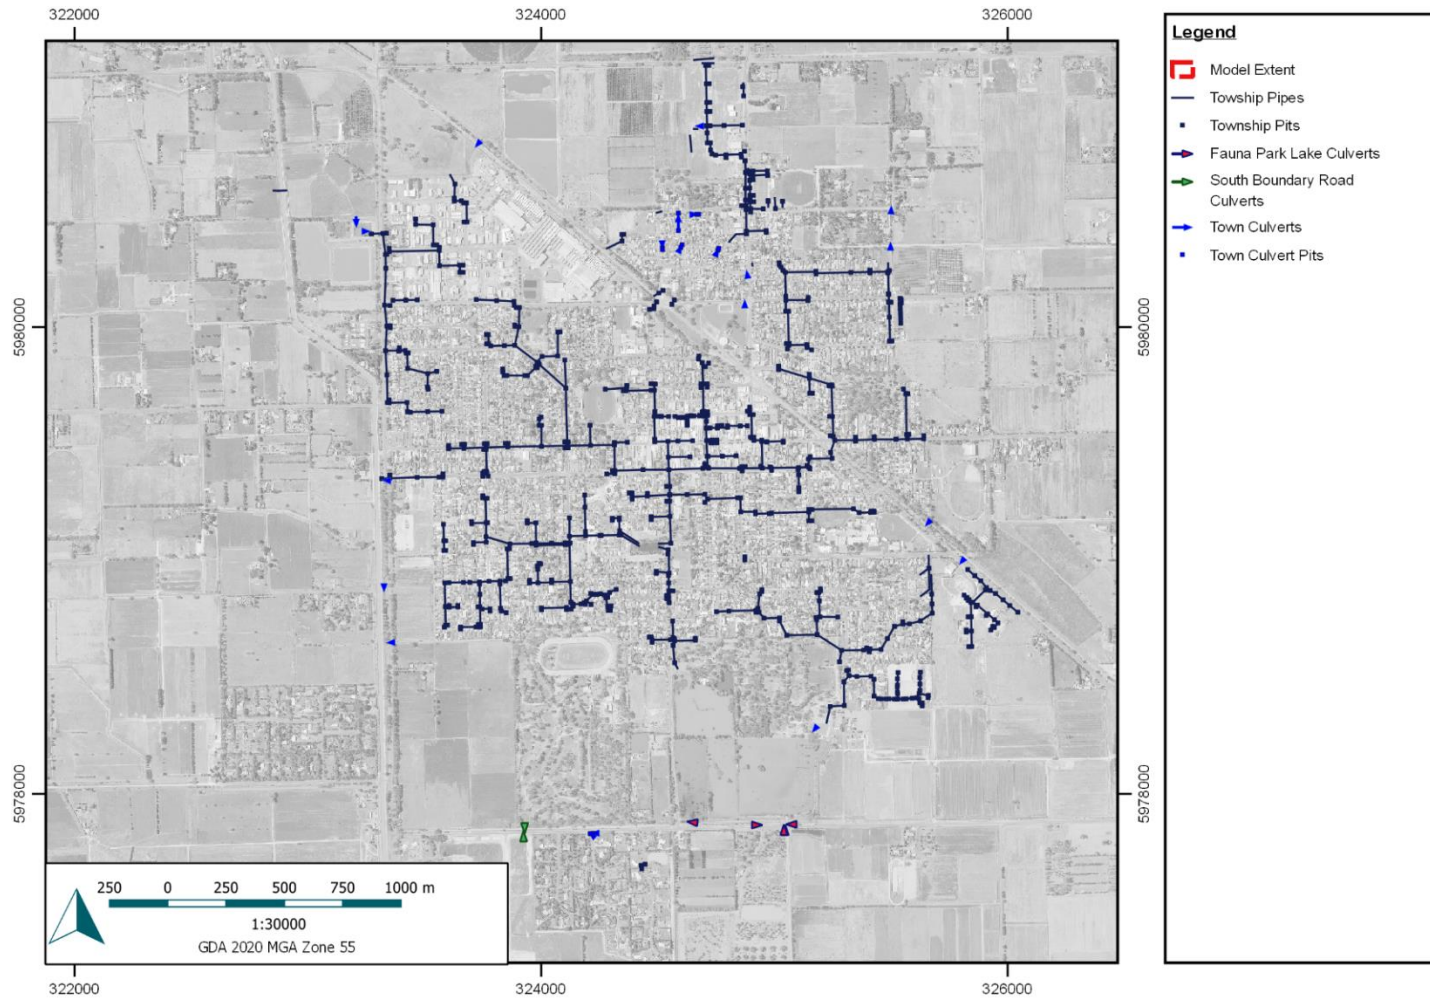 322000
324000
326000
Legend
Model Extent
Towship Pipes
Township Pits
Fauna Park Lake Culverts
South Boundary Road
Culverts
Town Culverts
Town Culvert Pits
5980000
5980000
5978000
5978000
250 0 250 500 750 1000 m
1:30000
GDA 2020 MGA Zone 55
322000
324000
326000